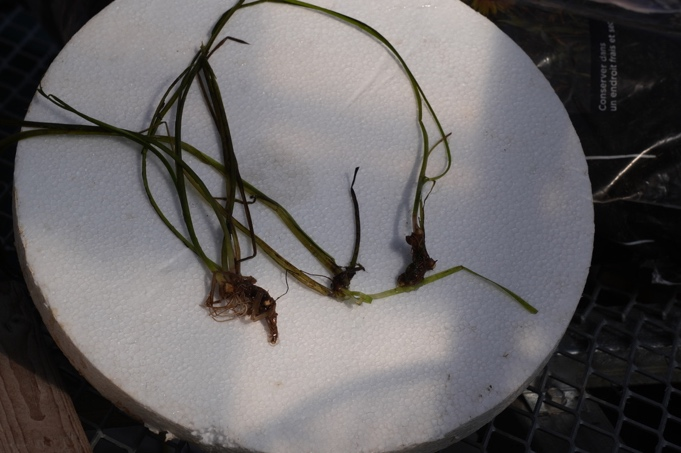 Conserver dans
un endroit frais et sec